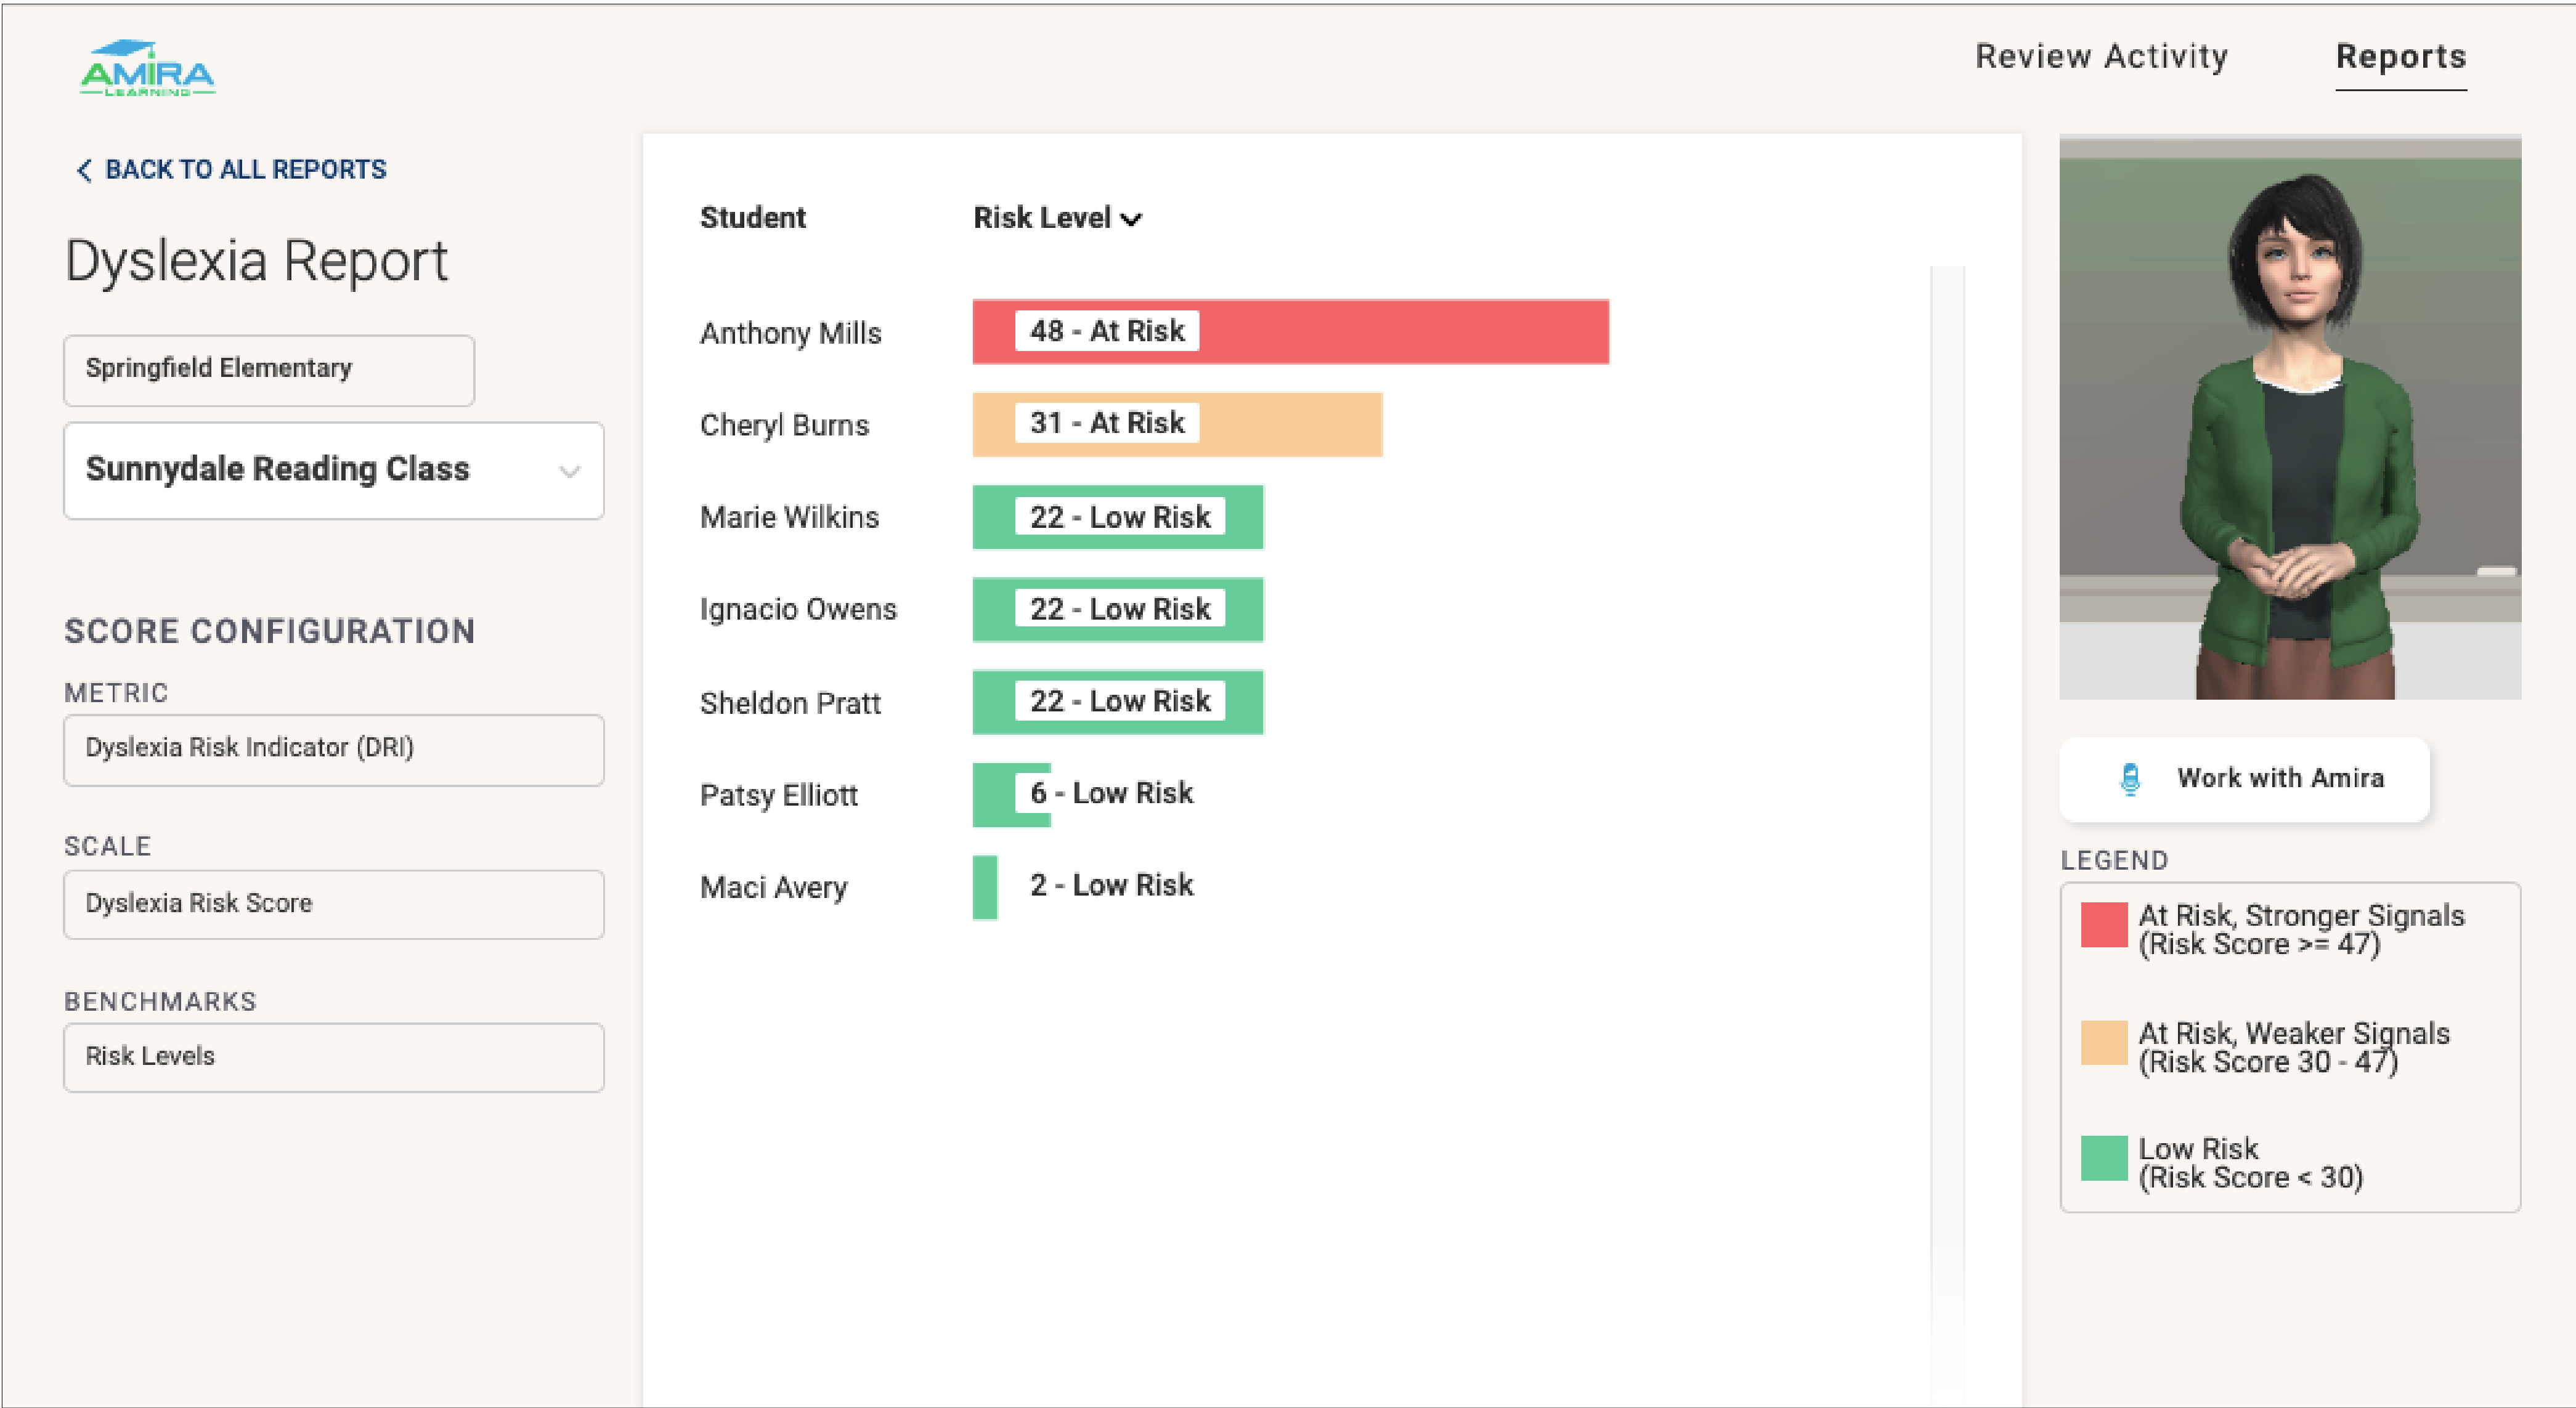 AMIRA
LEARNING
Review Activity
Reports
BACK TO ALL REPORTS
Dyslexia Report
Springfield Elementary
Sunnydale Reading Class
SCORE CONFIGURATION
METRIC
Dyslexia Risk Indicator (DRI)
SCALE
Dyslexia Risk Score
BENCHMARKS
Risk Levels
Student Risk Level
Anthony Mills 48 - At Risk
Cheryl Burns 31 - At Risk
Marie Wilkins 22 - Low Risk
Ignacio Owens 22 - Low Risk
Sheldon Pratt 22 - Low Risk
Patsy Elliott 6 - Low Risk
Maci Avery 2 - Low Risk
Work with Amira
LEGEND
At Risk, Stronger Signals
(Risk Score >= 47)
At Risk, Weaker Signals
(Risk Score 30 - 47)
Low Risk
(Risk Score < 30)